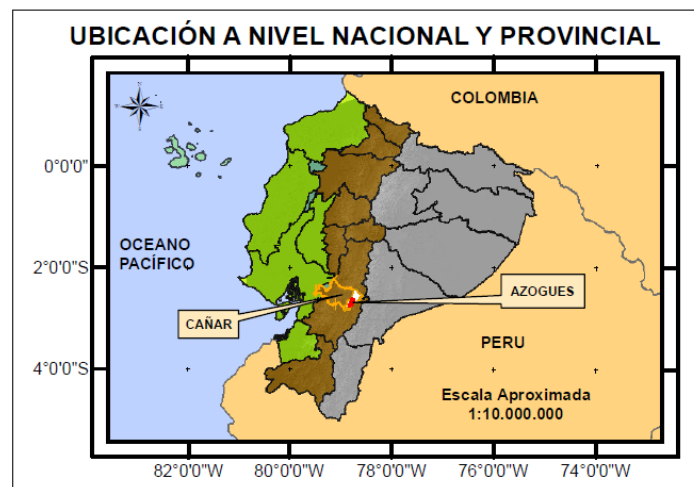 UBICACIÓN A NIVEL NACIONAL Y PROVINCIAL
COLOMBIA
0°0'0"
OCEANO
PACÍFICO
2°0'0"S
AZOGUES
CAÑAR
PERU
4°0'0"S
Escala Aproximada
1:10.000.000
82°0'0"W 80°0'0"W 78°0'0"W 76°0'0"W 74°0'0"W